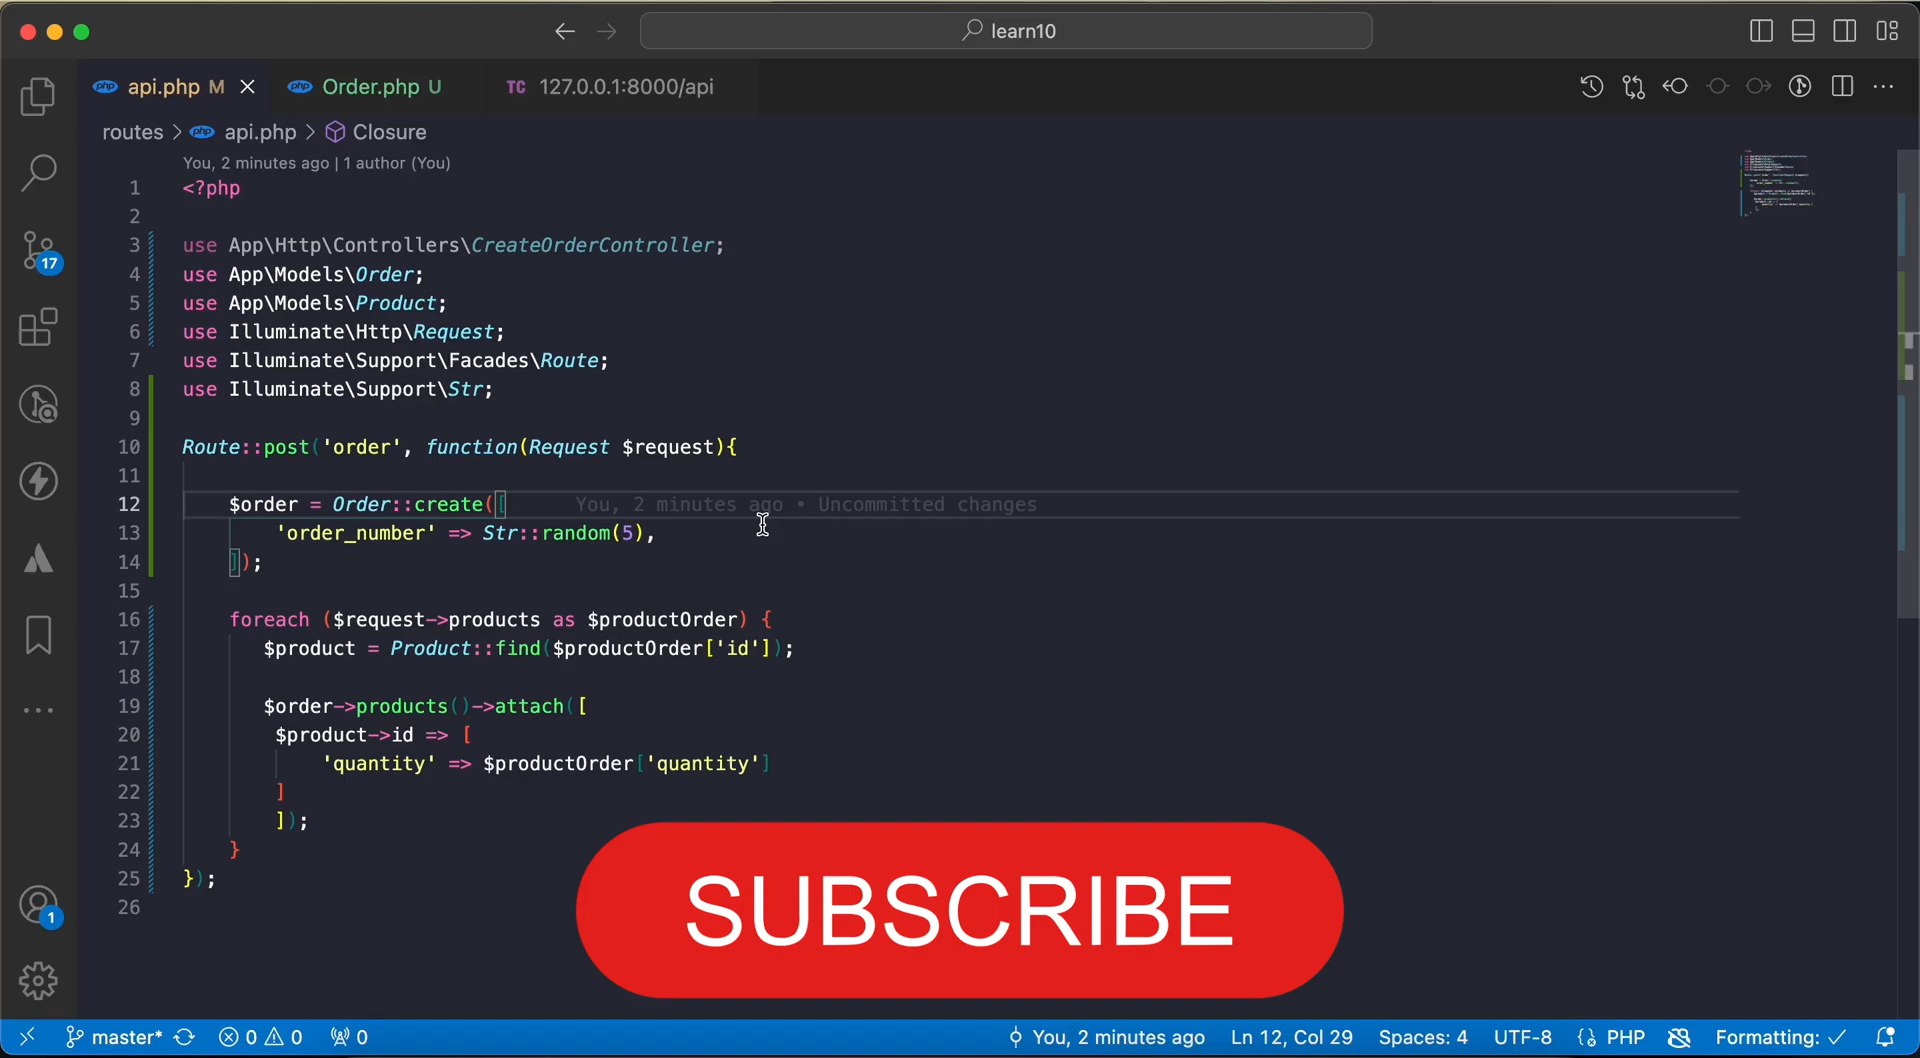 learn10
php api.php M
php Order.php U
TC 127.0.0.1:8000/api
routes > php api.php > Closure
You, 2 minutes ago | 1 author (You)
1 <?php
2
3 use App\Http\Controllers\CreateOrderController;
4 use App\Models\Order;
5 use App\Models\Product;
6 use Illuminate\Http\Request;
7 use Illuminate\Support\Facades\Route;
8 use Illuminate\Support\Str;
9
10 Route::post('order', function(Request $request){
11
12 $order = Order::create([ You, 2 minutes ago • Uncommitted changes
13 'order_number' => Str::random(5),
14 ]);
15
16 foreach ($request->products as $productOrder) {
17 $product = Product::find($productOrder['id']);
18
19 $order->products()->attach([
20 $product->id => [
21 'quantity' => $productOrder['quantity']
22 ]
23 ]);
24 }
25 });
26
17
1
SUBSCRIBE
master* 0 0 0 You, 2 minutes ago Ln 12, Col 29 Spaces: 4 UTF-8 {} PHP Formatting: ✓